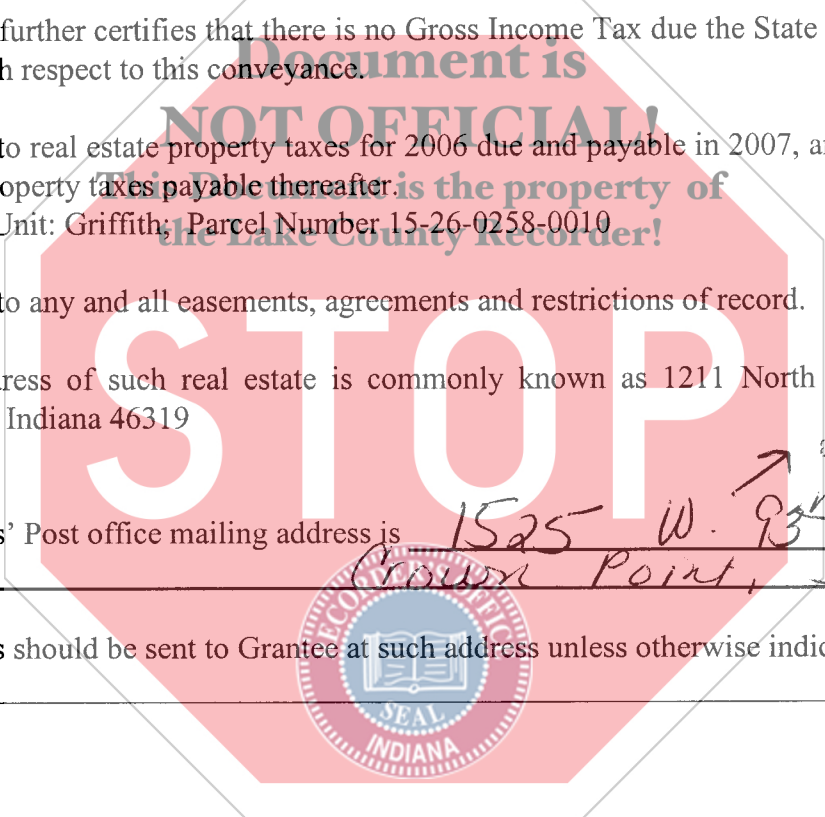 further certifies that there is no Gross Income Tax due the State
h respect to this conveyance.
Document is
NOT OFFICIAL!
This Document is the property of
the Lake County Recorder!
to real estate property taxes for 2006 due and payable in 2007, a
operty taxes payable thereafter.
Unit: Griffith; Parcel Number 15-26-0258-0010
to any and all easements, agreements and restrictions of record.
STOP
ress of such real estate is commonly known as 1211 North
Indiana 46319
s' Post office mailing address is 1525 W. 93
Crown Point,
s should be sent to Grantee at such address unless otherwise indic
RECORDERS OFFICE
SEAL
INDIANA